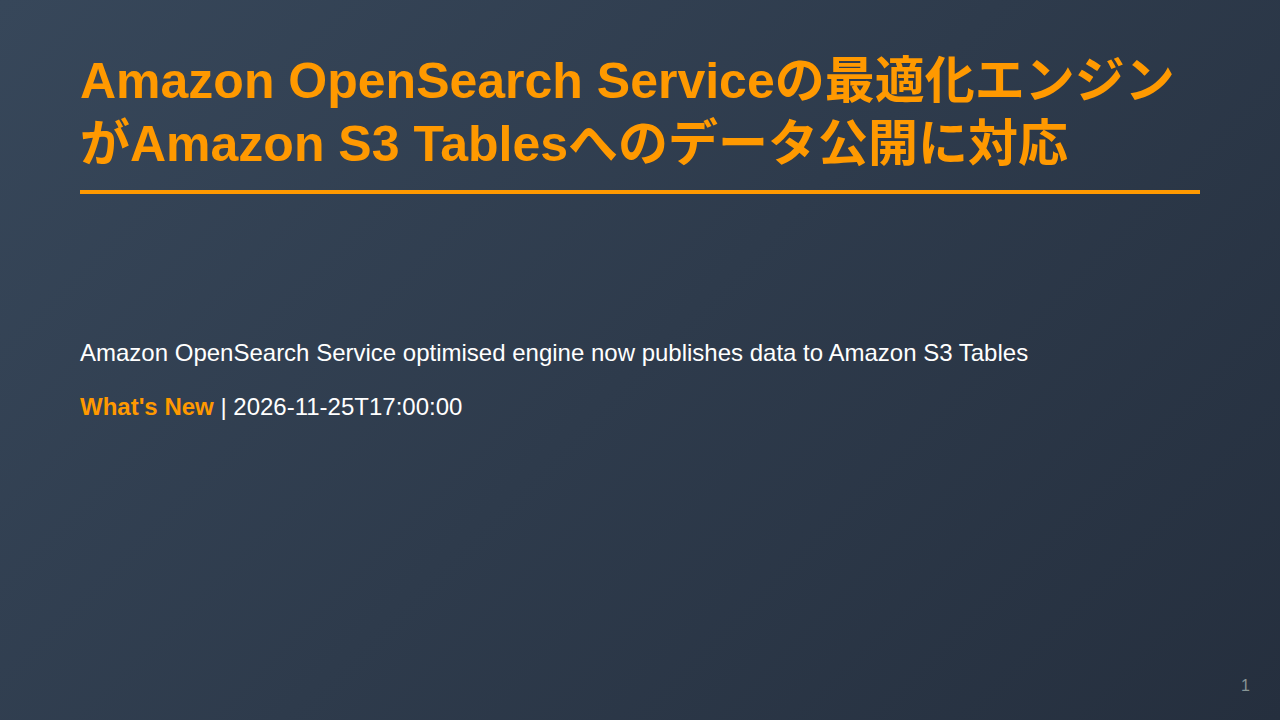 Amazon OpenSearch Serviceの最適化エンジン
がAmazon S3 Tablesへのデータ公開に対応
Amazon OpenSearch Service optimised engine now publishes data to Amazon S3 Tables
What's New | 2026-11-25T17:00:00
1